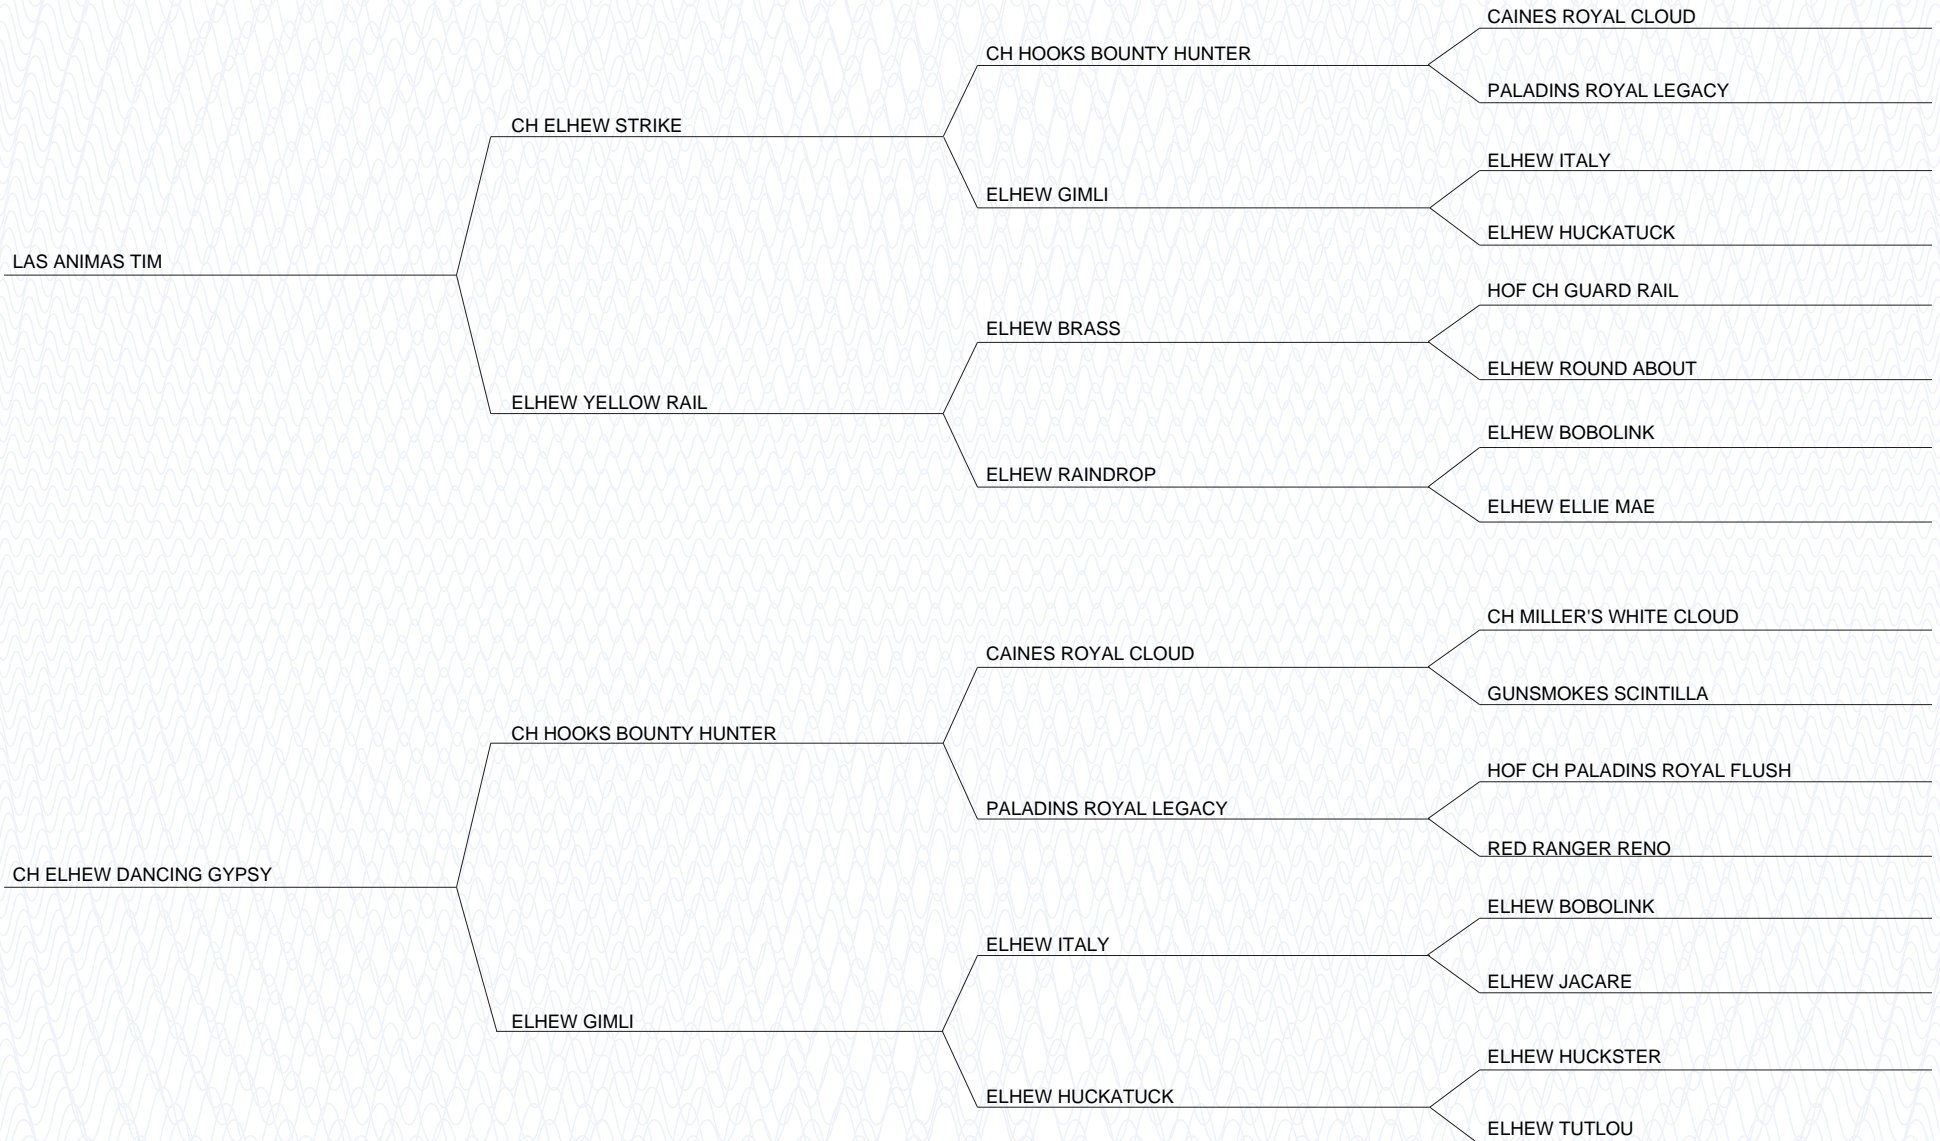 CAINES ROYAL CLOUD
CH HOOKS BOUNTY HUNTER
PALADINS ROYAL LEGACY
CH ELHEW STRIKE
ELHEW ITALY
ELHEW GIMLI
ELHEW HUCKATUCK
LAS ANIMAS TIM
HOF CH GUARD RAIL
ELHEW BRASS
ELHEW ROUND ABOUT
ELHEW YELLOW RAIL
ELHEW BOBOLINK
ELHEW RAINDROP
ELHEW ELLIE MAE
CH MILLER'S WHITE CLOUD
CAINES ROYAL CLOUD
GUNSMOKES SCINTILLA
CH HOOKS BOUNTY HUNTER
HOF CH PALADINS ROYAL FLUSH
PALADINS ROYAL LEGACY
RED RANGER RENO
CH ELHEW DANCING GYPSY
ELHEW BOBOLINK
ELHEW ITALY
ELHEW JACARE
ELHEW GIMLI
ELHEW HUCKSTER
ELHEW HUCKATUCK
ELHEW TUTLOU